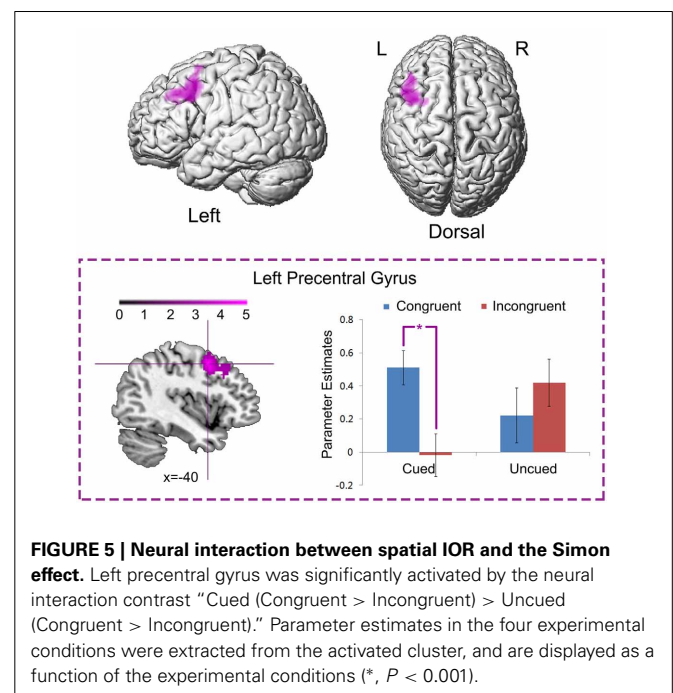 L R
Left
Dorsal
Left Precentral Gyrus
0 1 2 3 4 5
x=-40
Congruent Incongruent
Parameter Estimates
0.8
0.6
0.4
0.2
0
-0.2
*
Cued Uncued
FIGURE 5 | Neural interaction between spatial IOR and the Simon
effect. Left precentral gyrus was significantly activated by the neural
interaction contrast “Cued (Congruent > Incongruent) > Uncued
(Congruent > Incongruent).” Parameter estimates in the four experimental
conditions were extracted from the activated cluster, and are displayed as a
function of the experimental conditions (*, P < 0.001).